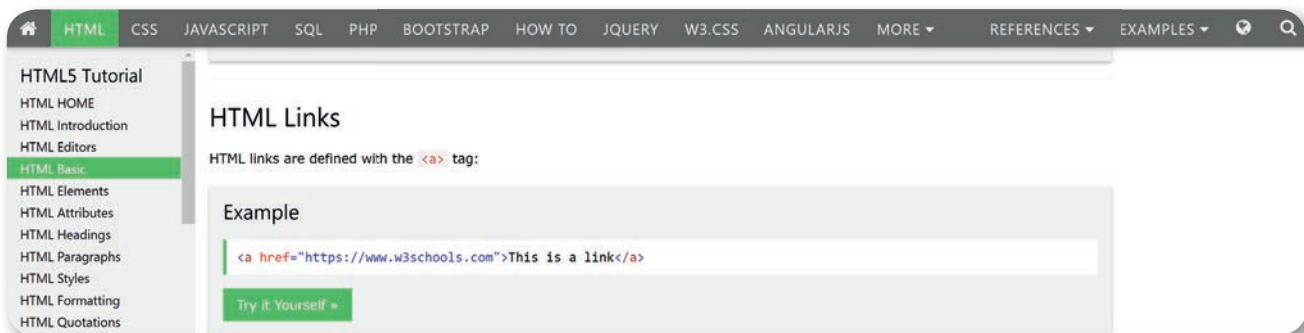 HTML CSS JAVASCRIPT SQL PHP BOOTSTRAP HOW TO JQUERY W3.CSS ANGULARJS MORE REFERENCES EXAMPLES
HTML5 Tutorial
HTML HOME
HTML Introduction
HTML Editors
HTML Basic
HTML Elements
HTML Attributes
HTML Headings
HTML Paragraphs
HTML Styles
HTML Formatting
HTML Quotations
HTML Links
HTML links are defined with the <a> tag:
Example
<a href="https://www.w3schools.com">This is a link</a>
Try it Yourself »